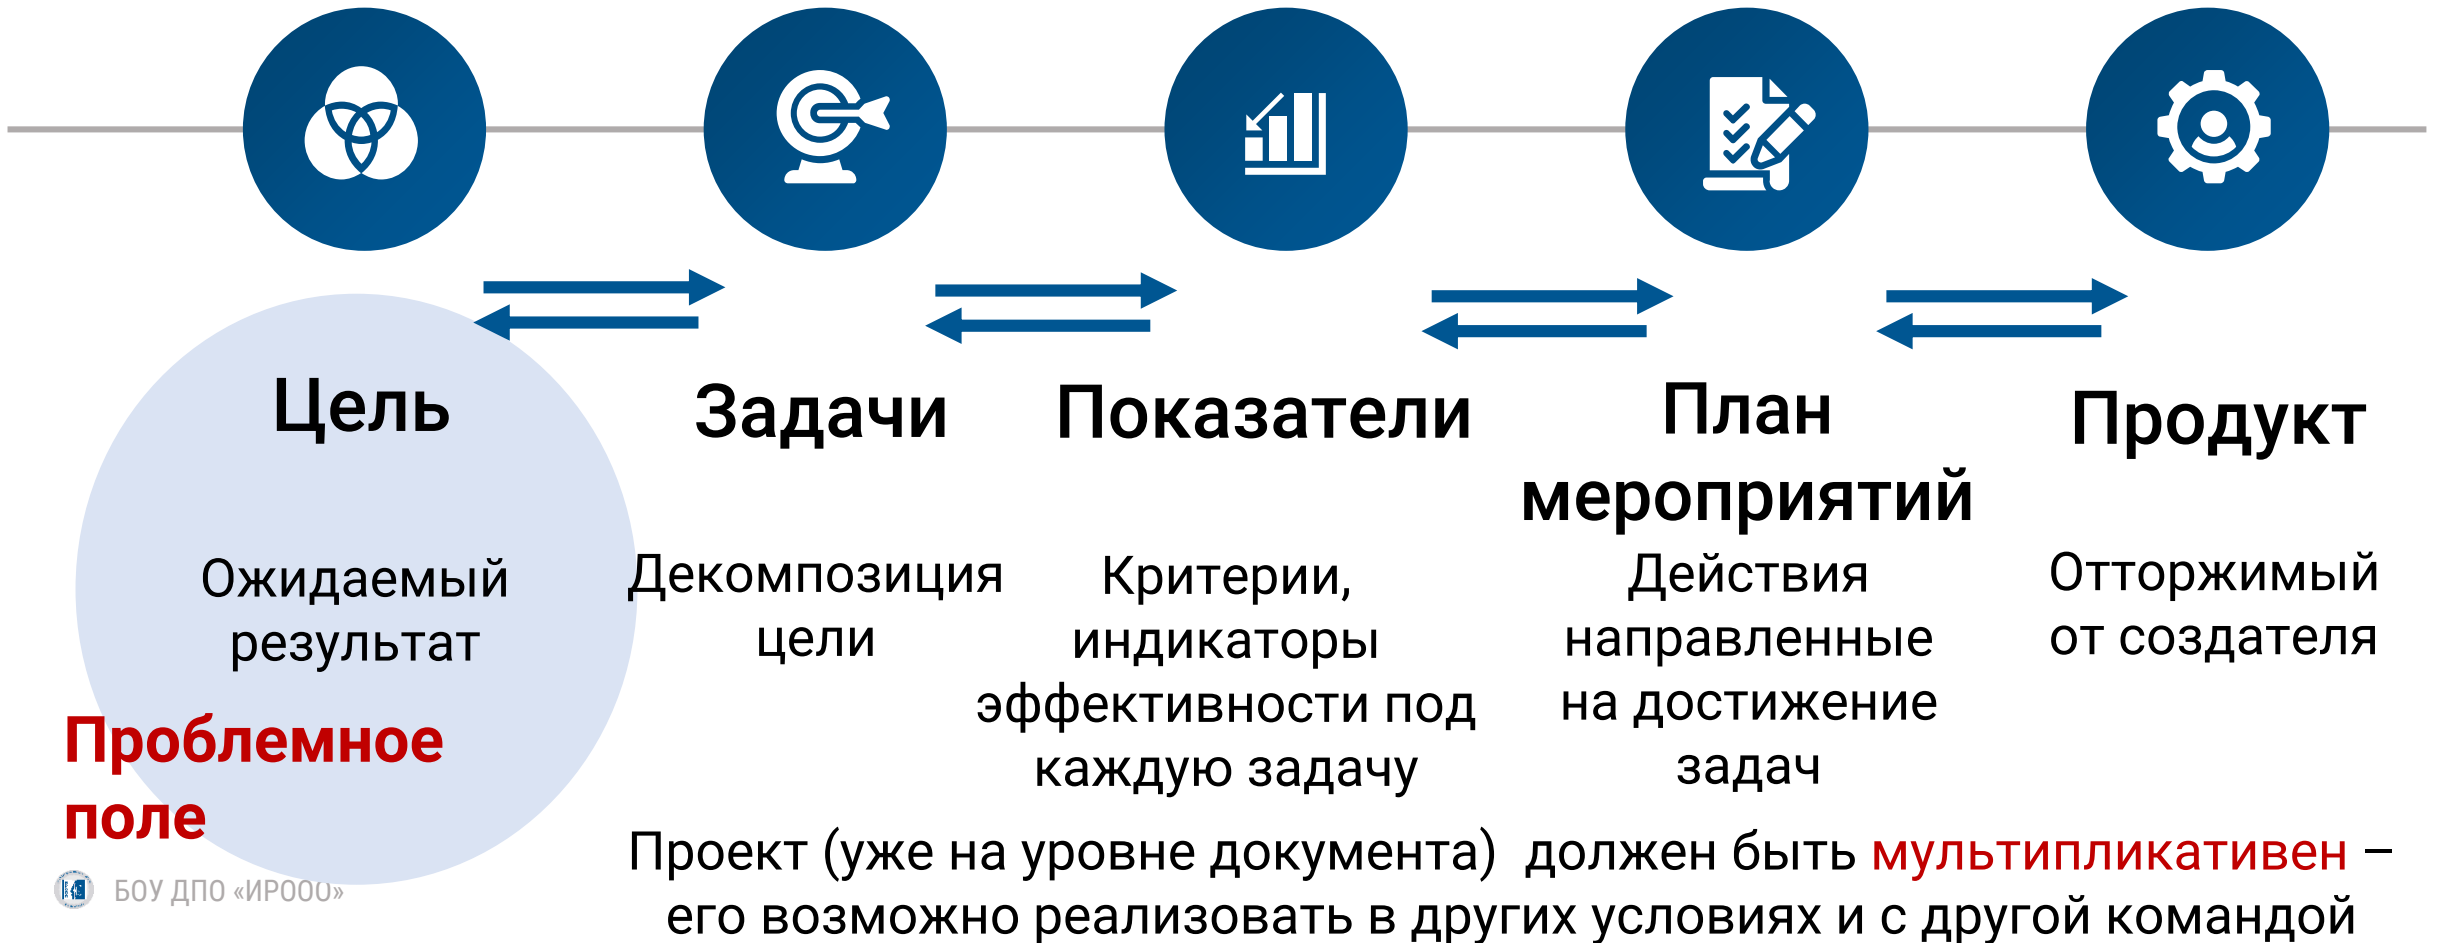 Цель
Ожидаемый
результат
Проблемное
поле
Задачи
Декомпозиция
цели
Показатели
Критерии,
индикаторы
эффективности под
каждую задачу
План
мероприятий
Действия
направленные
на достижение
задач
Продукт
Отторжимый
от создателя
Проект (уже на уровне документа) должен быть мультипликативен –
его возможно реализовать в других условиях и с другой командой
БОУ ДПО «ИРООО»